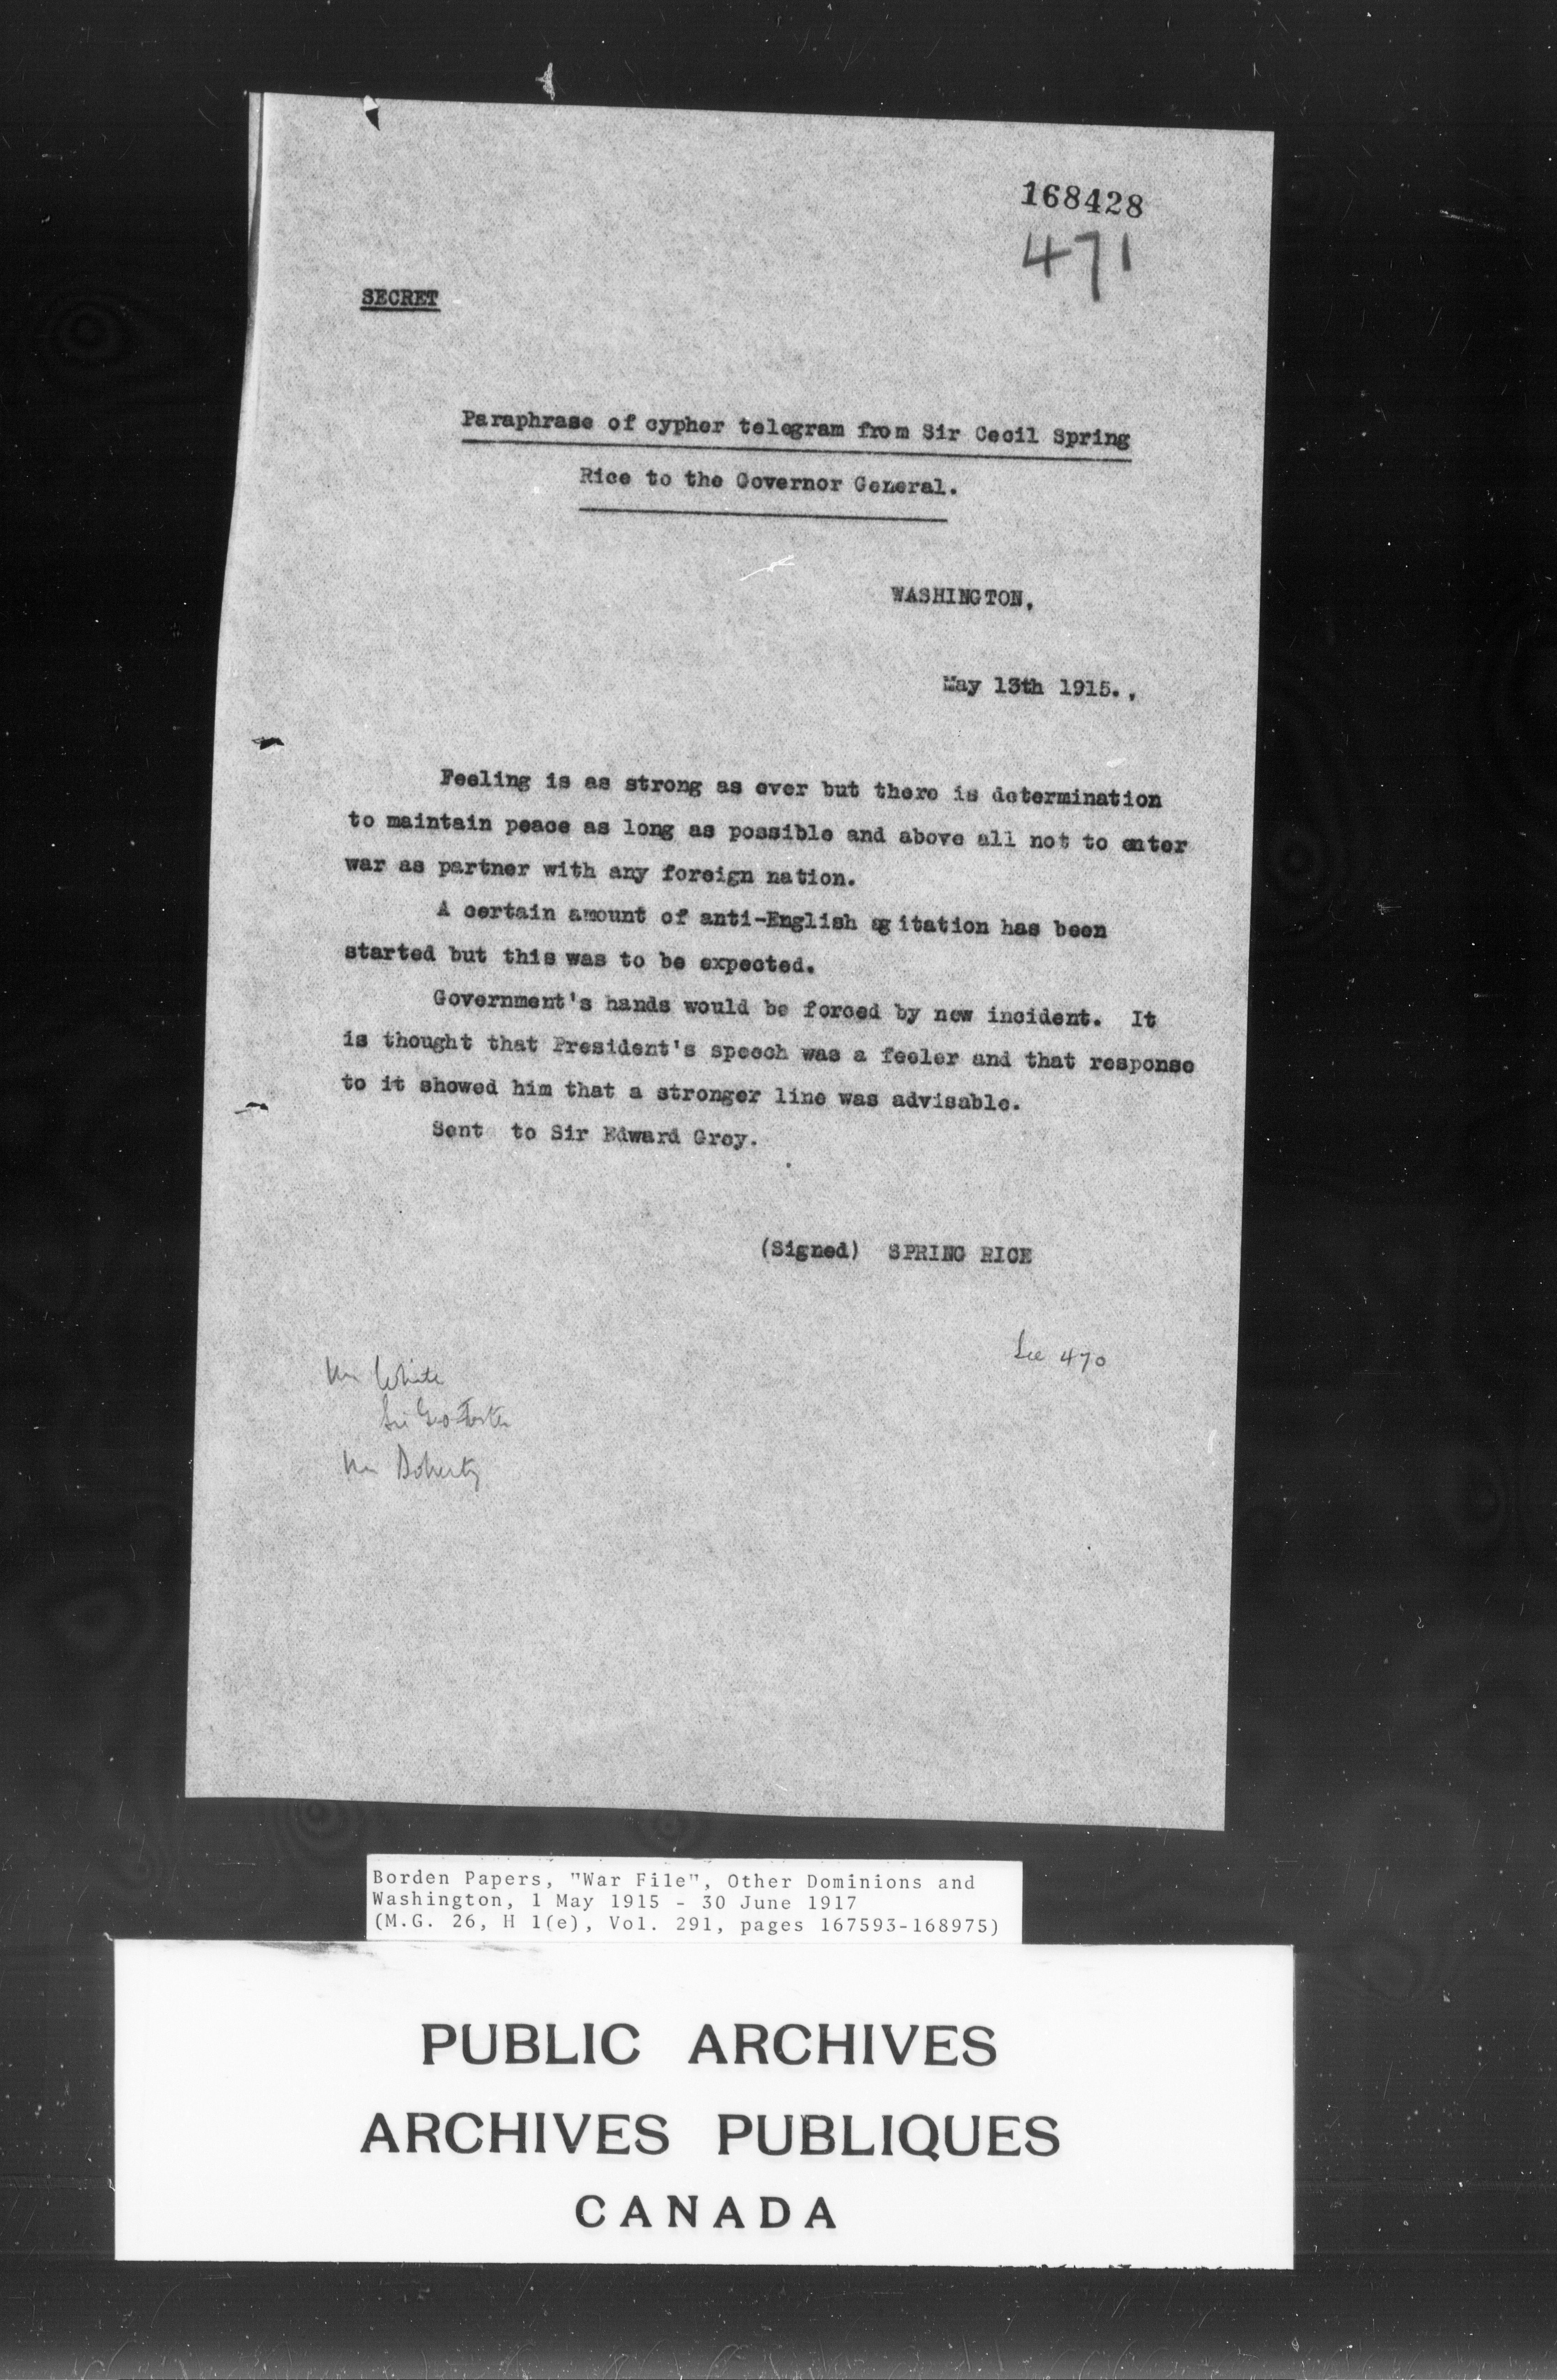 168428
471
SECRET
Paraphrase of cypher telegram from Sir Cecil Spring
Rice to the Governor General.
WASHINGTON,
May 13th 1915.,
Feeling is as strong as ever but there is determination
to maintain peace as long as possible and above all not to enter
war as partner with any foreign nation.
A certain amount of anti-English agitation has been
started but this was to be expected.
Government's hands would be forced by new incident. It
is thought that President's speech was a feeler and that response
to it showed him that a stronger line was advisable.
Sent to Sir Edward Grey.
(Signed) SPRING RICE
See 470
Mr White
Sir Geo Foster
Mr Doherty
Borden Papers, "War File", Other Dominions and
Washington, 1 May 1915 - 30 June 1917
(M.G. 26, H 1(e), Vol. 291, pages 167593-168975)
PUBLIC ARCHIVES
ARCHIVES PUBLIQUES
CANADA